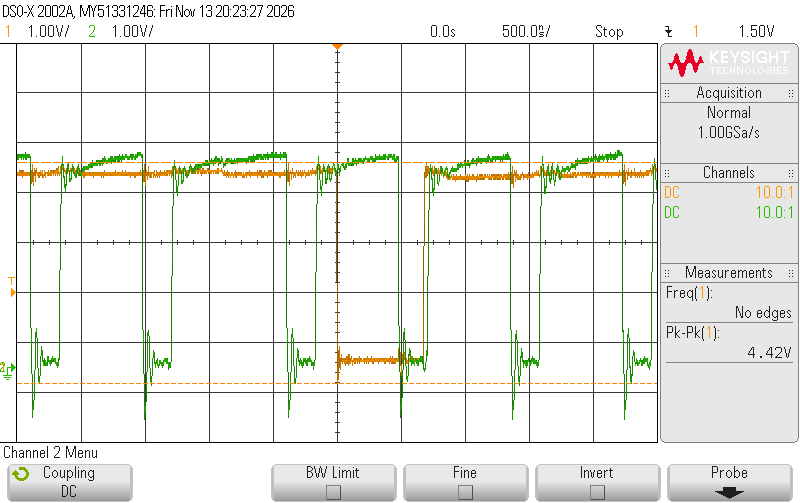 DSO-X 2002A, MY51331246: Fri Nov 13 20:23:27 2026
1 1.00V/ 2 1.00V/ 0.0s 500.0ns/ Stop 1 1.50V
KEYSIGHT
TECHNOLOGIES
Acquisition
Normal
1.00GSa/s
Channels
DC 10.0:1
DC 10.0:1
Measurements
Freq(1):
No edges
Pk-Pk(1):
4.42V
T
2
Channel 2 Menu
Coupling
DC
BW Limit
Fine
Invert
Probe